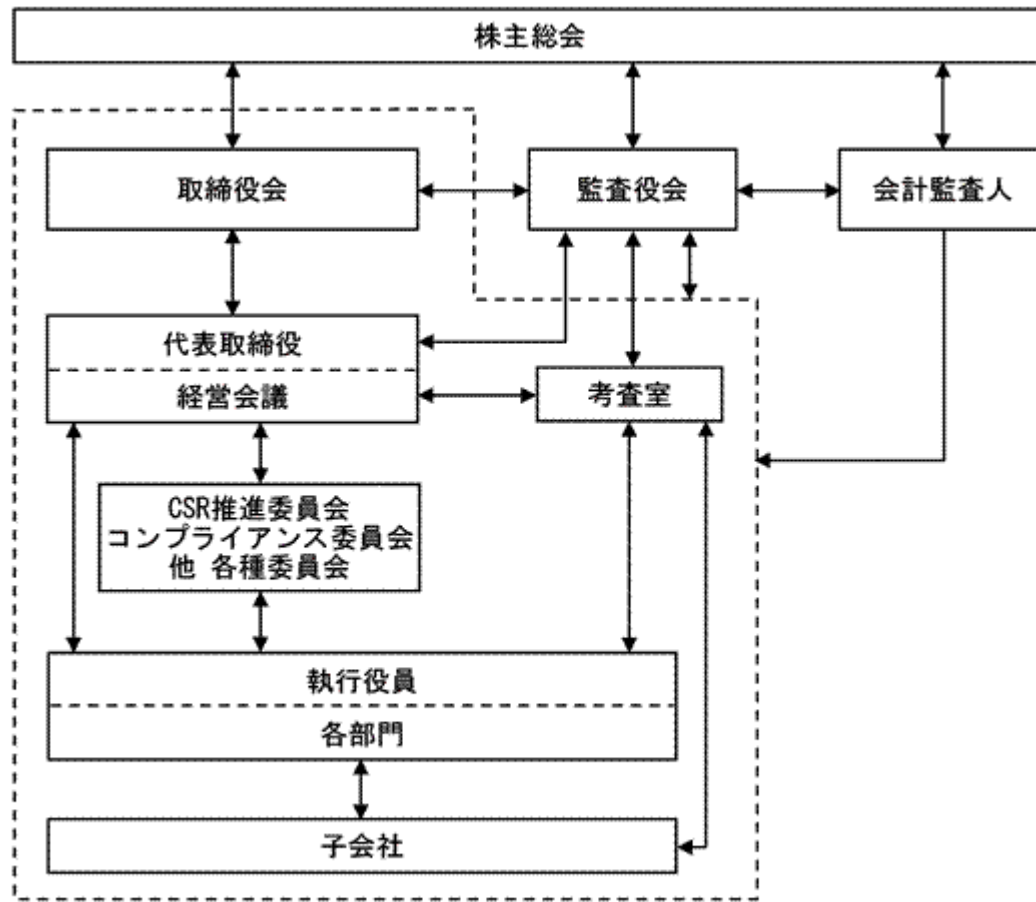 株主総会
取締役会
監査役会
会計監査人
代表取締役
経営会議
考査室
CSR推進委員会
コンプライアンス委員会
他 各種委員会
執行役員
各部門
子会社